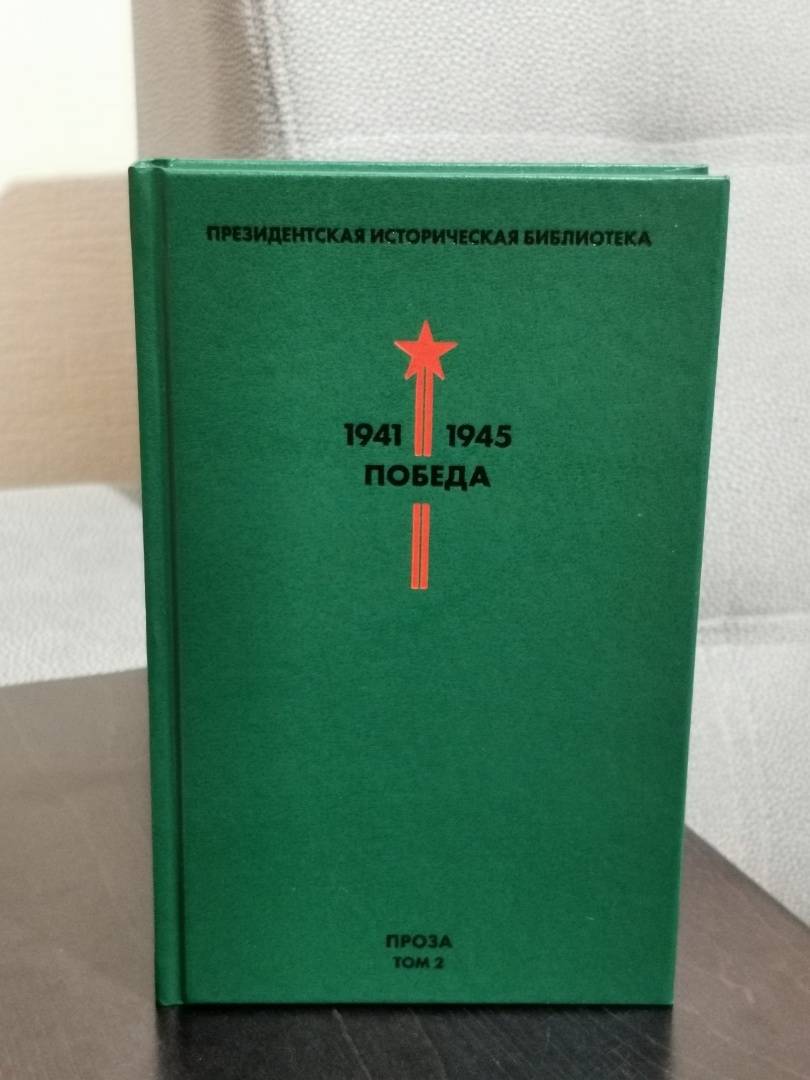 ПРЕЗИДЕНТСКАЯ ИСТОРИЧЕСКАЯ БИБЛИОТЕКА
1941 1945
ПОБЕДА
ПРОЗА
ТОМ 2